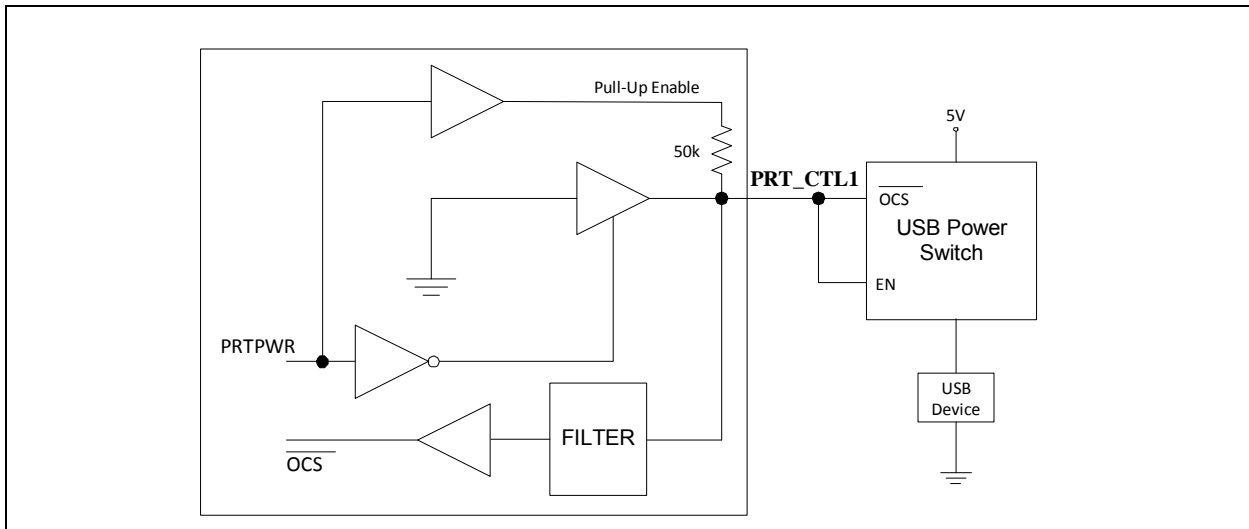 Pull-Up Enable
50k
PRT_CTL1
5V
OCS
USB Power
Switch
EN
PRTPWR
FILTER
OCS
USB
Device